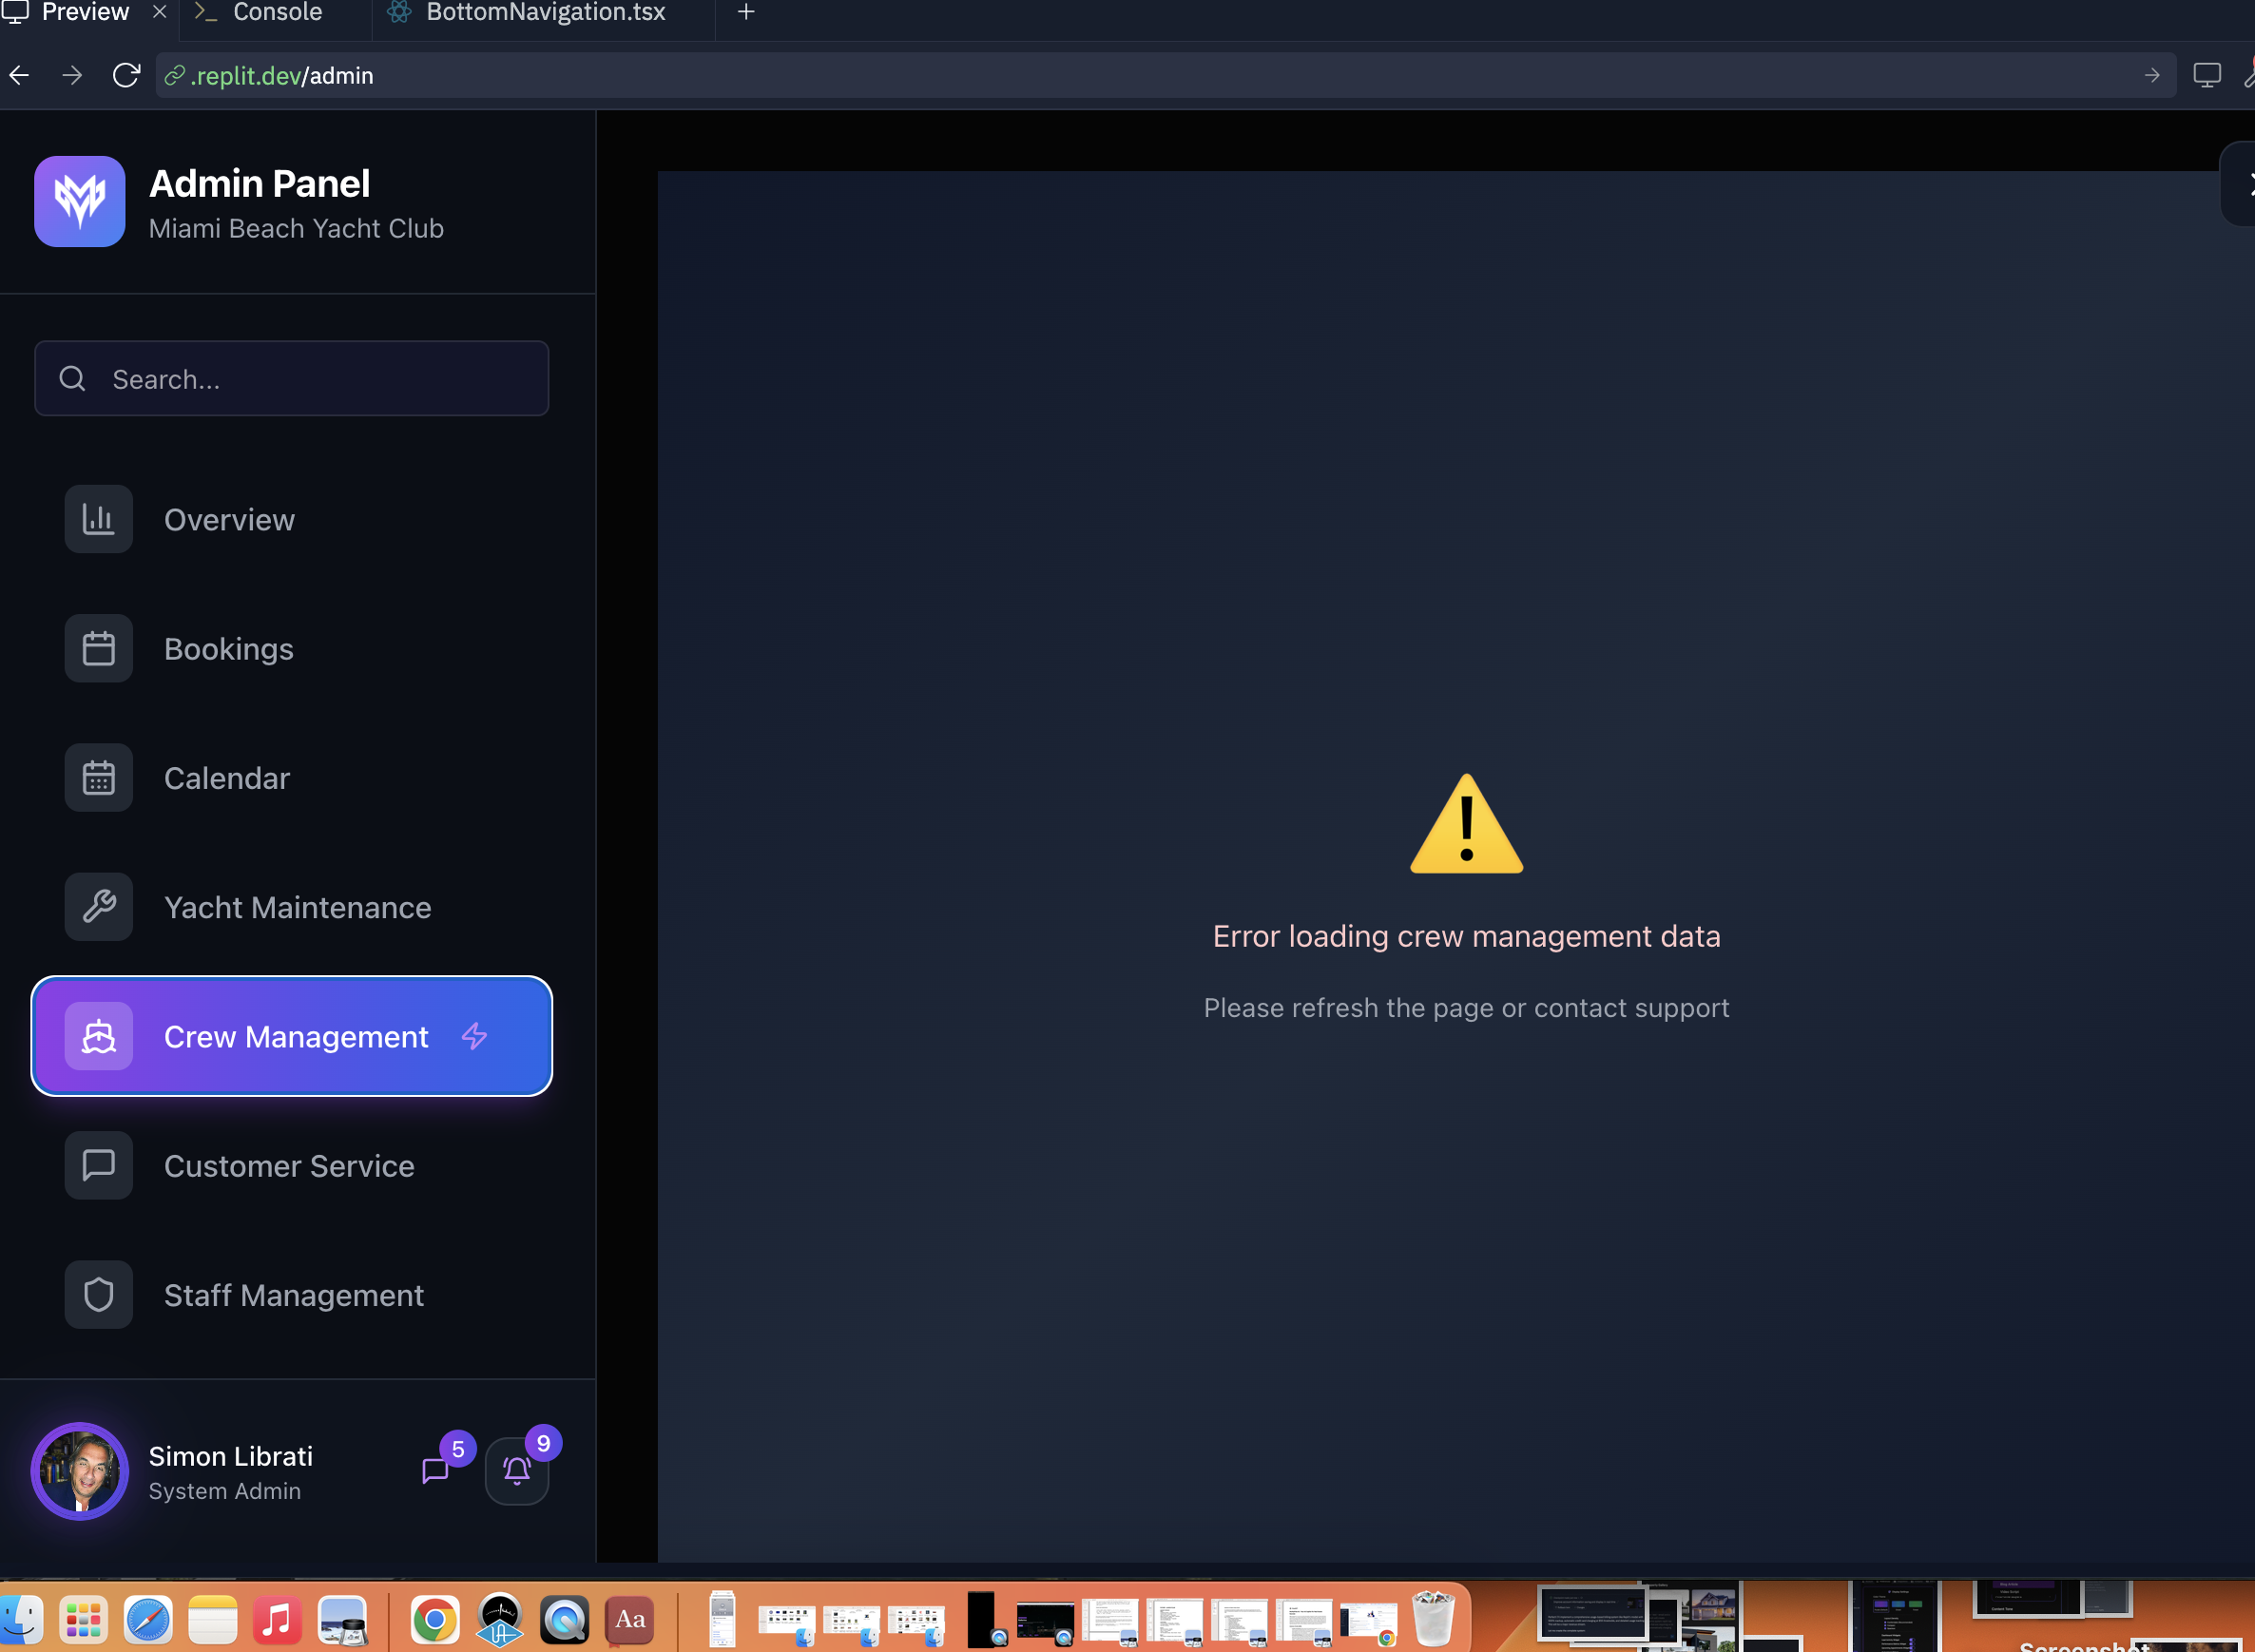 Preview
Console
BottomNavigation.tsx
.replit.dev/admin
Admin Panel
Miami Beach Yacht Club
Search...
Overview
Bookings
Calendar
Yacht Maintenance
Crew Management
Customer Service
Staff Management
Simon Librati
System Admin
5
9
Error loading crew management data
Please refresh the page or contact support
Aa
Screenshot